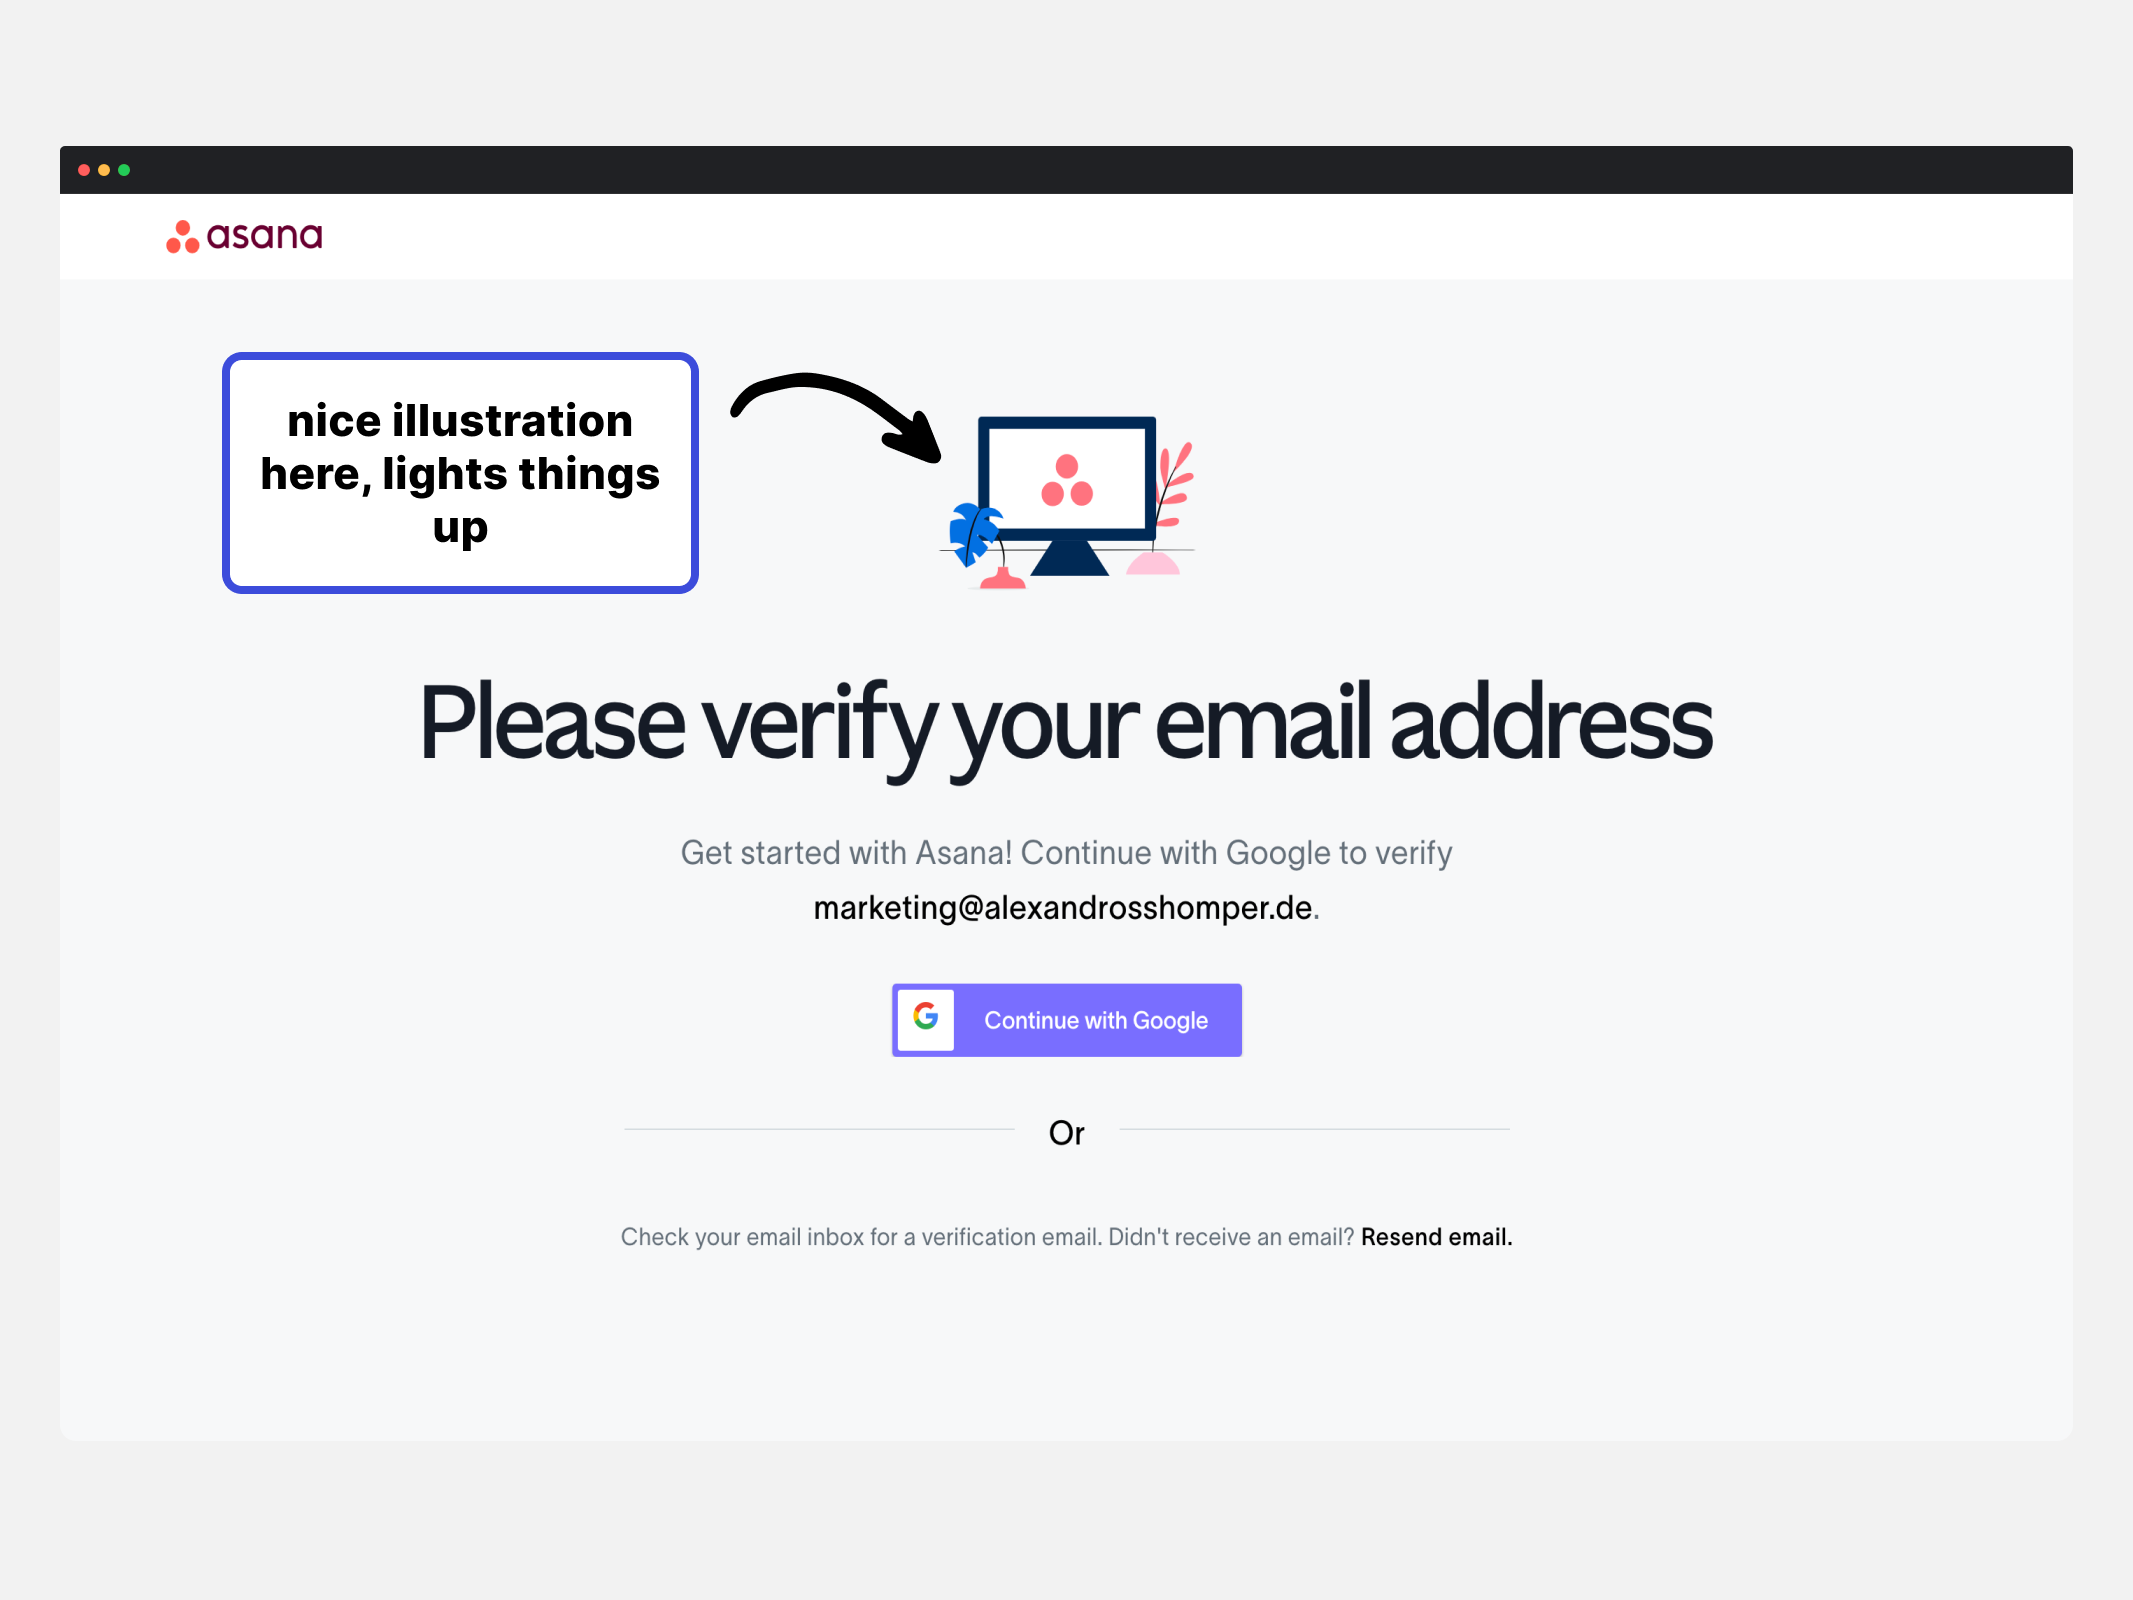 asana
nice illustration
here, lights things
up
Please verify your email address
Get started with Asana! Continue with Google to verify
marketing@alexandrosshomper.de.
Continue with Google
Or
Check your email inbox for a verification email. Didn't receive an email? Resend email.